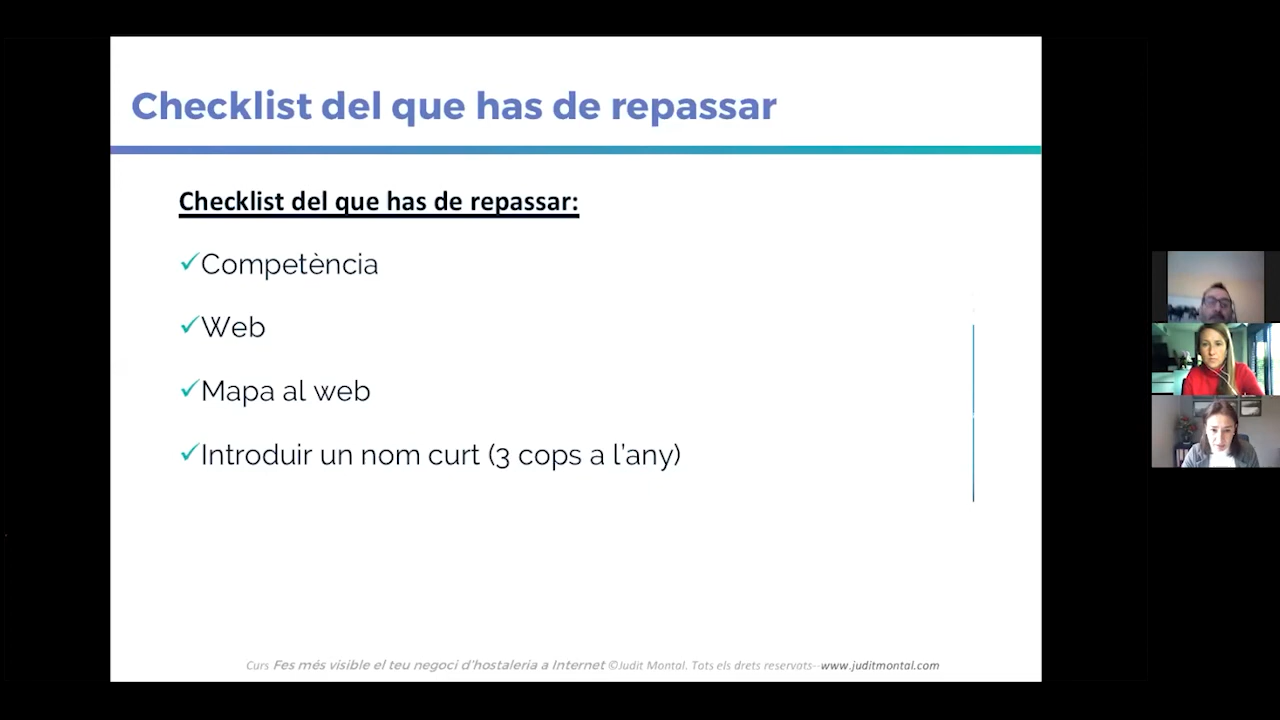 Checklist del que has de repassar
Checklist del que has de repassar:
✓Competència
✓Web
✓Mapa al web
✓Introduir un nom curt (3 cops a l'any)
Curs Fes més visible el teu negoci d'hostaleria a Internet ©Judit Montal. Tots els drets reservats--www.juditmontal.com